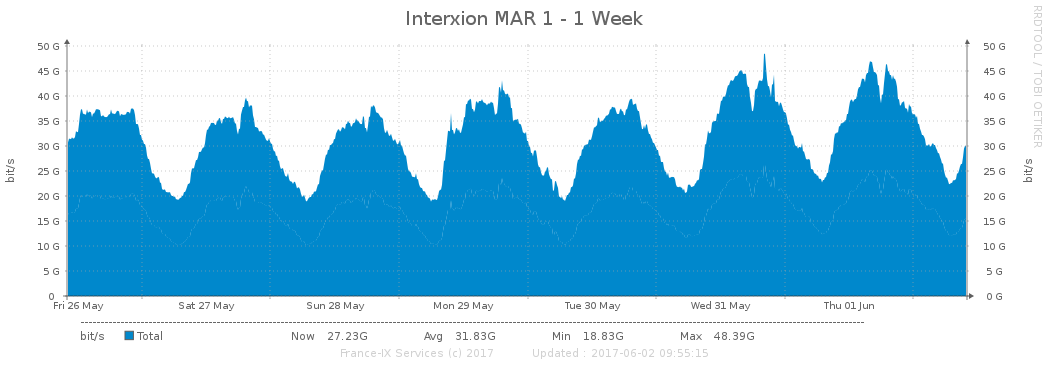 Interxion MAR 1 - 1 Week
RRDTOOL / TOBI OETIKER
50 G 50 G
45 G 45 G
40 G 40 G
35 G 35 G
30 G 30 G
25 G 25 G
20 G 20 G
15 G 15 G
10 G 10 G
5 G 5 G
0 0 G
bit/s
bit/s
Fri 26 May Sat 27 May Sun 28 May Mon 29 May Tue 30 May Wed 31 May Thu 01 Jun
bit/s Total Now 27.23G Avg 31.83G Min 18.83G Max 48.39G
France-IX Services (c) 2017 Updated : 2017-06-02 09:55:15